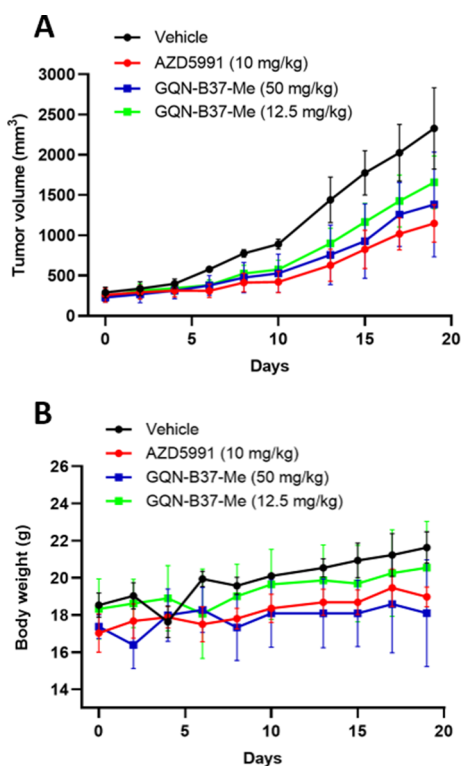 A
Vehicle
AZD5991 (10 mg/kg)
GQN-B37-Me (50 mg/kg)
GQN-B37-Me (12.5 mg/kg)
Tumor volume (mm³)
3000
2500
2000
1500
1000
500
0
0 5 10 15 20
Days
B
Vehicle
AZD5991 (10 mg/kg)
GQN-B37-Me (50 mg/kg)
GQN-B37-Me (12.5 mg/kg)
Body weight (g)
26
24
22
20
18
16
14
0 5 10 15 20
Days